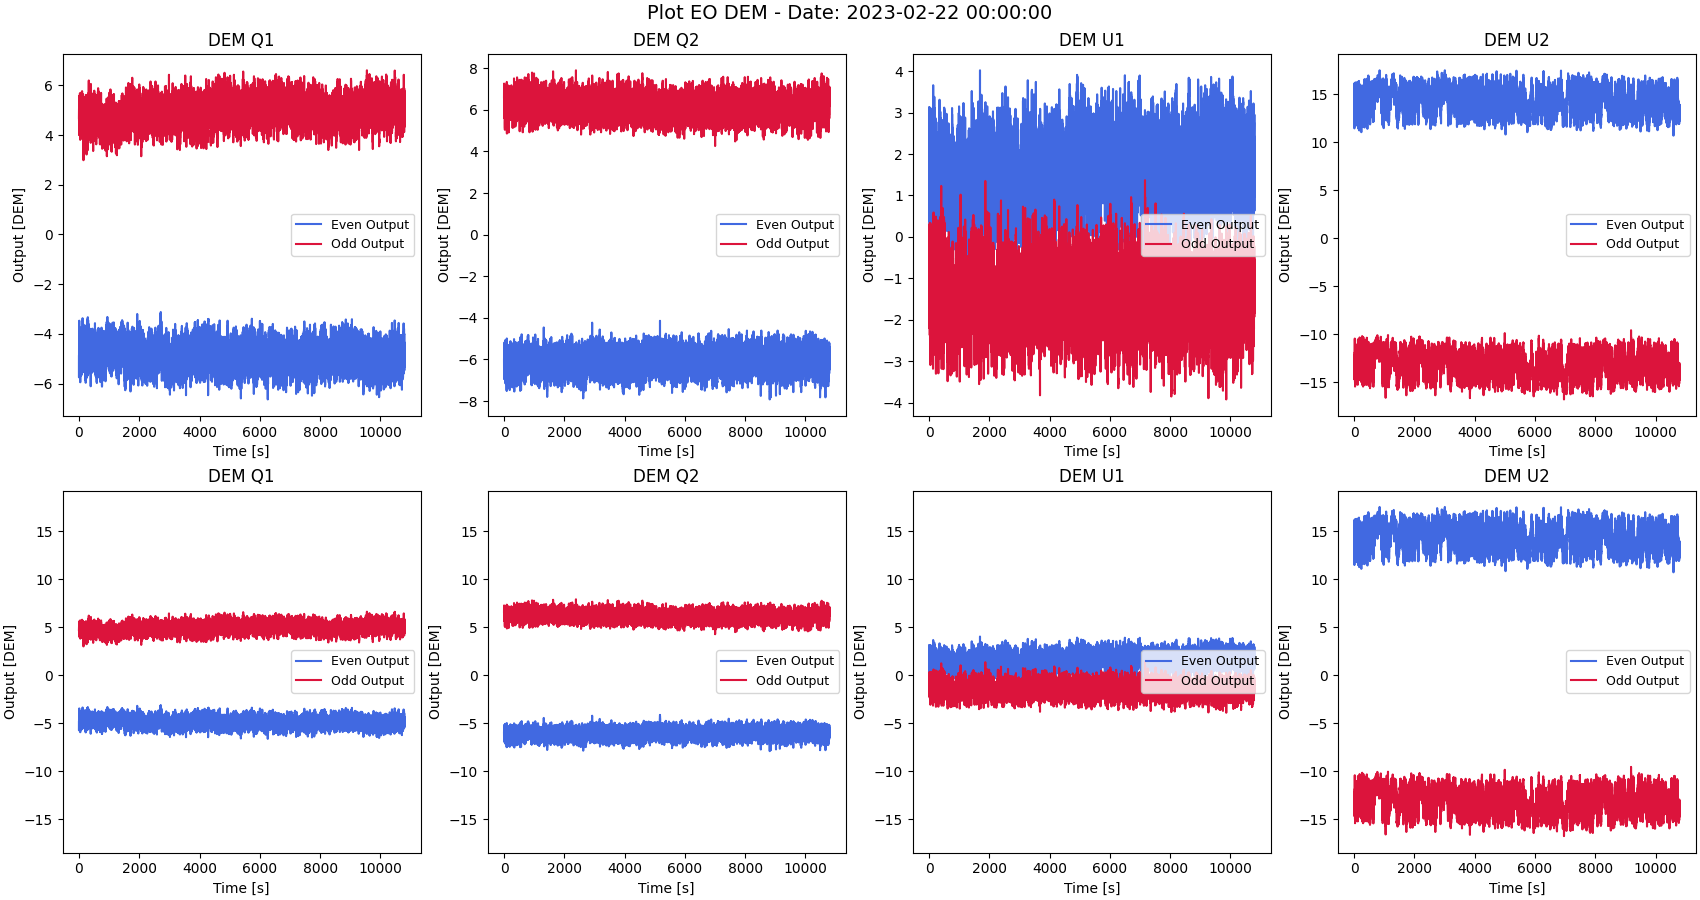 Plot EO DEM - Date: 2023-02-22 00:00:00
DEM Q1
Output [DEM]
6
4
2
0
−2
−4
−6
Even Output
Odd Output
0 2000 4000 6000 8000 10000
Time [s]
DEM Q2
Output [DEM]
8
6
4
2
0
−2
−4
−6
−8
Even Output
Odd Output
0 2000 4000 6000 8000 10000
Time [s]
DEM U1
Output [DEM]
4
3
2
1
0
−1
−2
−3
−4
Even Output
Odd Output
0 2000 4000 6000 8000 10000
Time [s]
DEM U2
Output [DEM]
15
10
5
0
−5
−10
−15
Even Output
Odd Output
0 2000 4000 6000 8000 10000
Time [s]
DEM Q1
Output [DEM]
15
10
5
0
−5
−10
−15
Even Output
Odd Output
0 2000 4000 6000 8000 10000
Time [s]
DEM Q2
Output [DEM]
15
10
5
0
−5
−10
−15
Even Output
Odd Output
0 2000 4000 6000 8000 10000
Time [s]
DEM U1
Output [DEM]
15
10
5
0
−5
−10
−15
Even Output
Odd Output
0 2000 4000 6000 8000 10000
Time [s]
DEM U2
Output [DEM]
15
10
5
0
−5
−10
−15
Even Output
Odd Output
0 2000 4000 6000 8000 10000
Time [s]